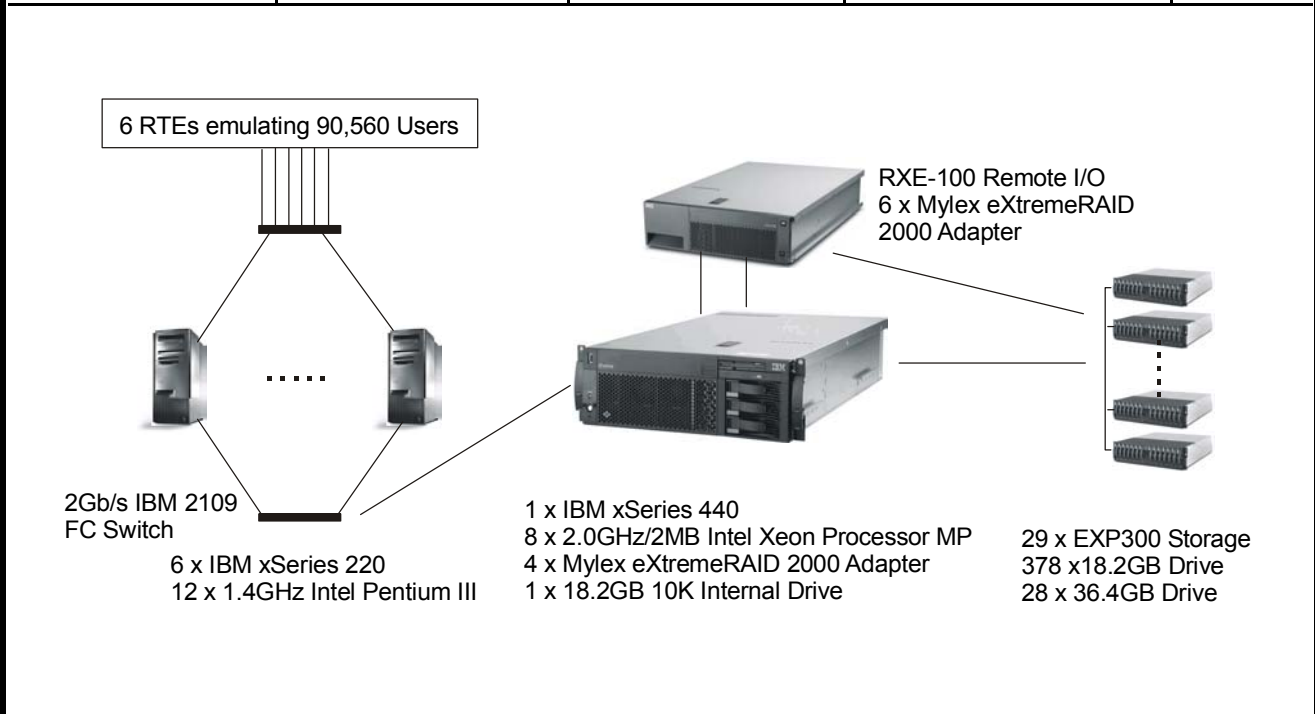 6 RTEs emulating 90,560 Users
RXE-100 Remote I/O
6 x Mylex eXtremeRAID
2000 Adapter
2Gb/s IBM 2109
FC Switch
6 x IBM xSeries 220
12 x 1.4GHz Intel Pentium III
1 x IBM xSeries 440
8 x 2.0GHz/2MB Intel Xeon Processor MP
4 x Mylex eXtremeRAID 2000 Adapter
1 x 18.2GB 10K Internal Drive
29 x EXP300 Storage
378 x18.2GB Drive
28 x 36.4GB Drive
IBM